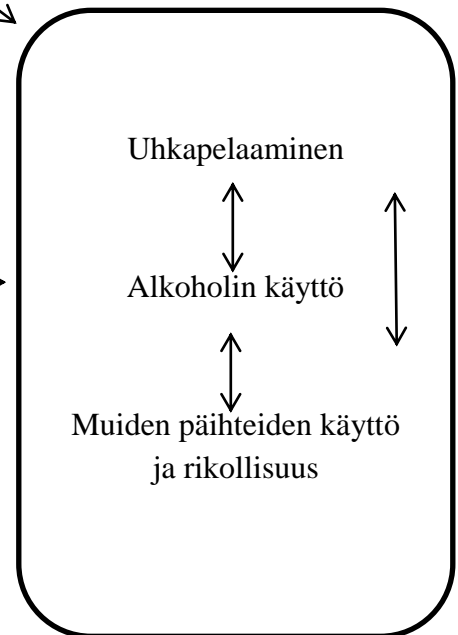 Uhkapelaaminen
Alkoholin käyttö
Muiden päihteiden käyttö
ja rikollisuus